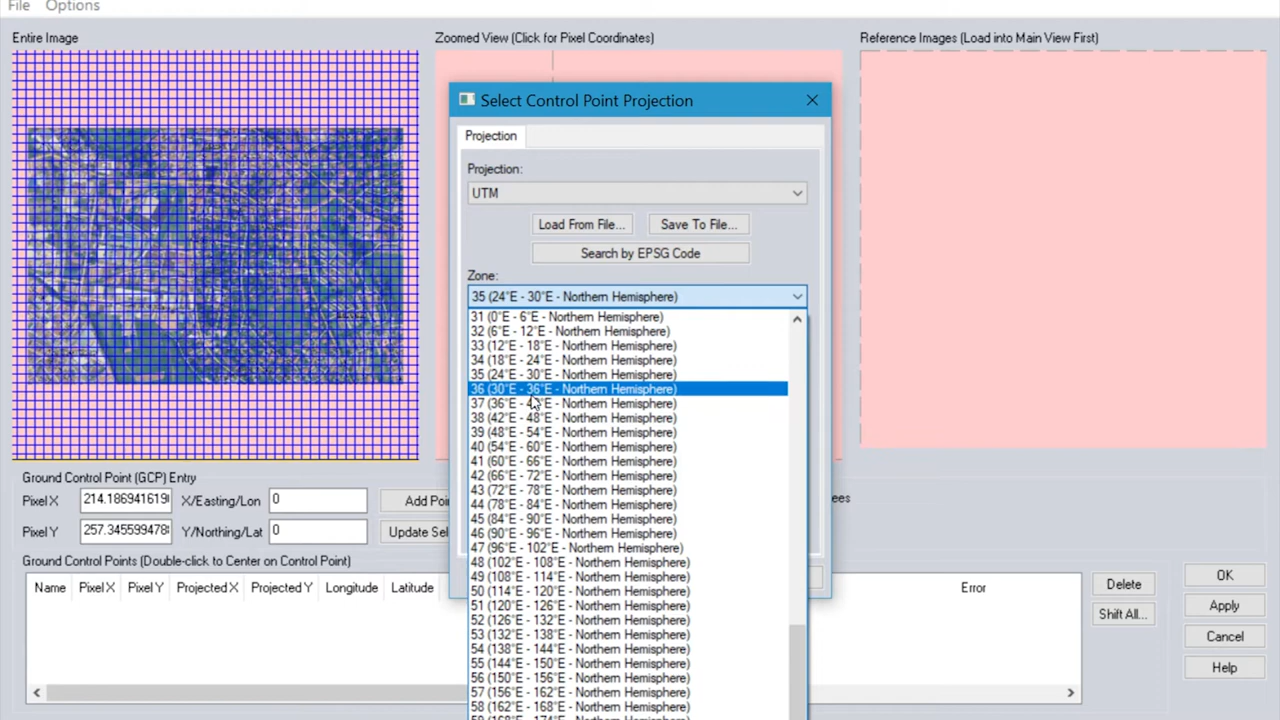 File Options
Entire Image
Zoomed View (Click for Pixel Coordinates)
Reference Images (Load into Main View First)
Select Control Point Projection
Projection
Projection:
UTM
Load From File...
Save To File...
Search by EPSG Code
Zone:
35 (24°E - 30°E - Northern Hemisphere)
31 (0°E - 6°E - Northern Hemisphere)
32 (6°E - 12°E - Northern Hemisphere)
33 (12°E - 18°E - Northern Hemisphere)
34 (18°E - 24°E - Northern Hemisphere)
35 (24°E - 30°E - Northern Hemisphere)
36 (30°E - 36°E - Northern Hemisphere)
37 (36°E - 42°E - Northern Hemisphere)
38 (42°E - 48°E - Northern Hemisphere)
39 (48°E - 54°E - Northern Hemisphere)
40 (54°E - 60°E - Northern Hemisphere)
41 (60°E - 66°E - Northern Hemisphere)
42 (66°E - 72°E - Northern Hemisphere)
43 (72°E - 78°E - Northern Hemisphere)
44 (78°E - 84°E - Northern Hemisphere)
45 (84°E - 90°E - Northern Hemisphere)
46 (90°E - 96°E - Northern Hemisphere)
47 (96°E - 102°E - Northern Hemisphere)
48 (102°E - 108°E - Northern Hemisphere)
49 (108°E - 114°E - Northern Hemisphere)
50 (114°E - 120°E - Northern Hemisphere)
51 (120°E - 126°E - Northern Hemisphere)
52 (126°E - 132°E - Northern Hemisphere)
53 (132°E - 138°E - Northern Hemisphere)
54 (138°E - 144°E - Northern Hemisphere)
55 (144°E - 150°E - Northern Hemisphere)
56 (150°E - 156°E - Northern Hemisphere)
57 (156°E - 162°E - Northern Hemisphere)
58 (162°E - 168°E - Northern Hemisphere)
Ground Control Point (GCP) Entry
Pixel X 214.186941619 X/Easting/Lon 0 Add Poi
Pixel Y 257.345599478 Y/Northing/Lat 0 Update Sel
ees
Ground Control Points (Double-click to Center on Control Point)
Name Pixel X Pixel Y Projected X Projected Y Longitude Latitude Error
Delete
Shift All...
OK
Apply
Cancel
Help